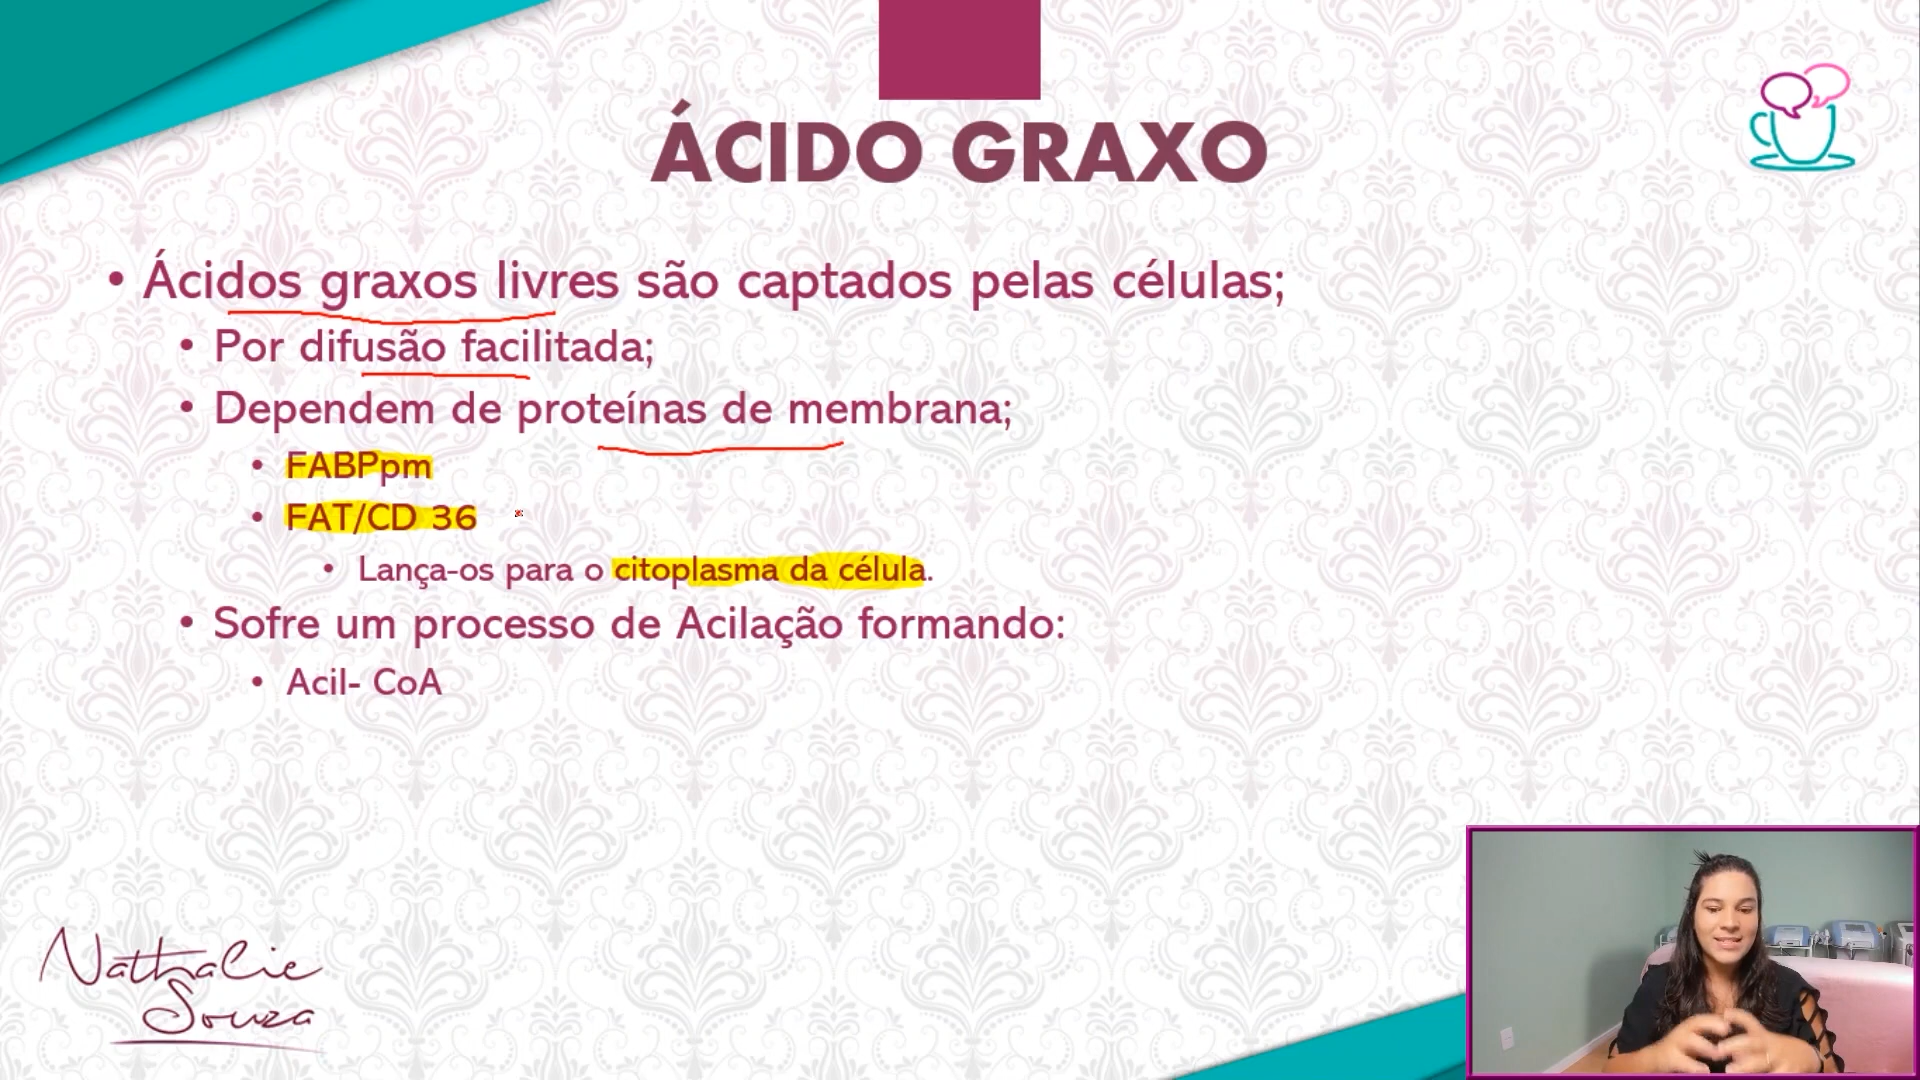 ÁCIDO GRAXO
• Ácidos graxos livres são captados pelas células;
• Por difusão facilitada;
• Dependem de proteínas de membrana;
• FABPpm
• FAT/CD 36
• Lança-os para o citoplasma da célula.
• Sofre um processo de Acilação formando:
• Acil- CoA
Nathalie
Souza